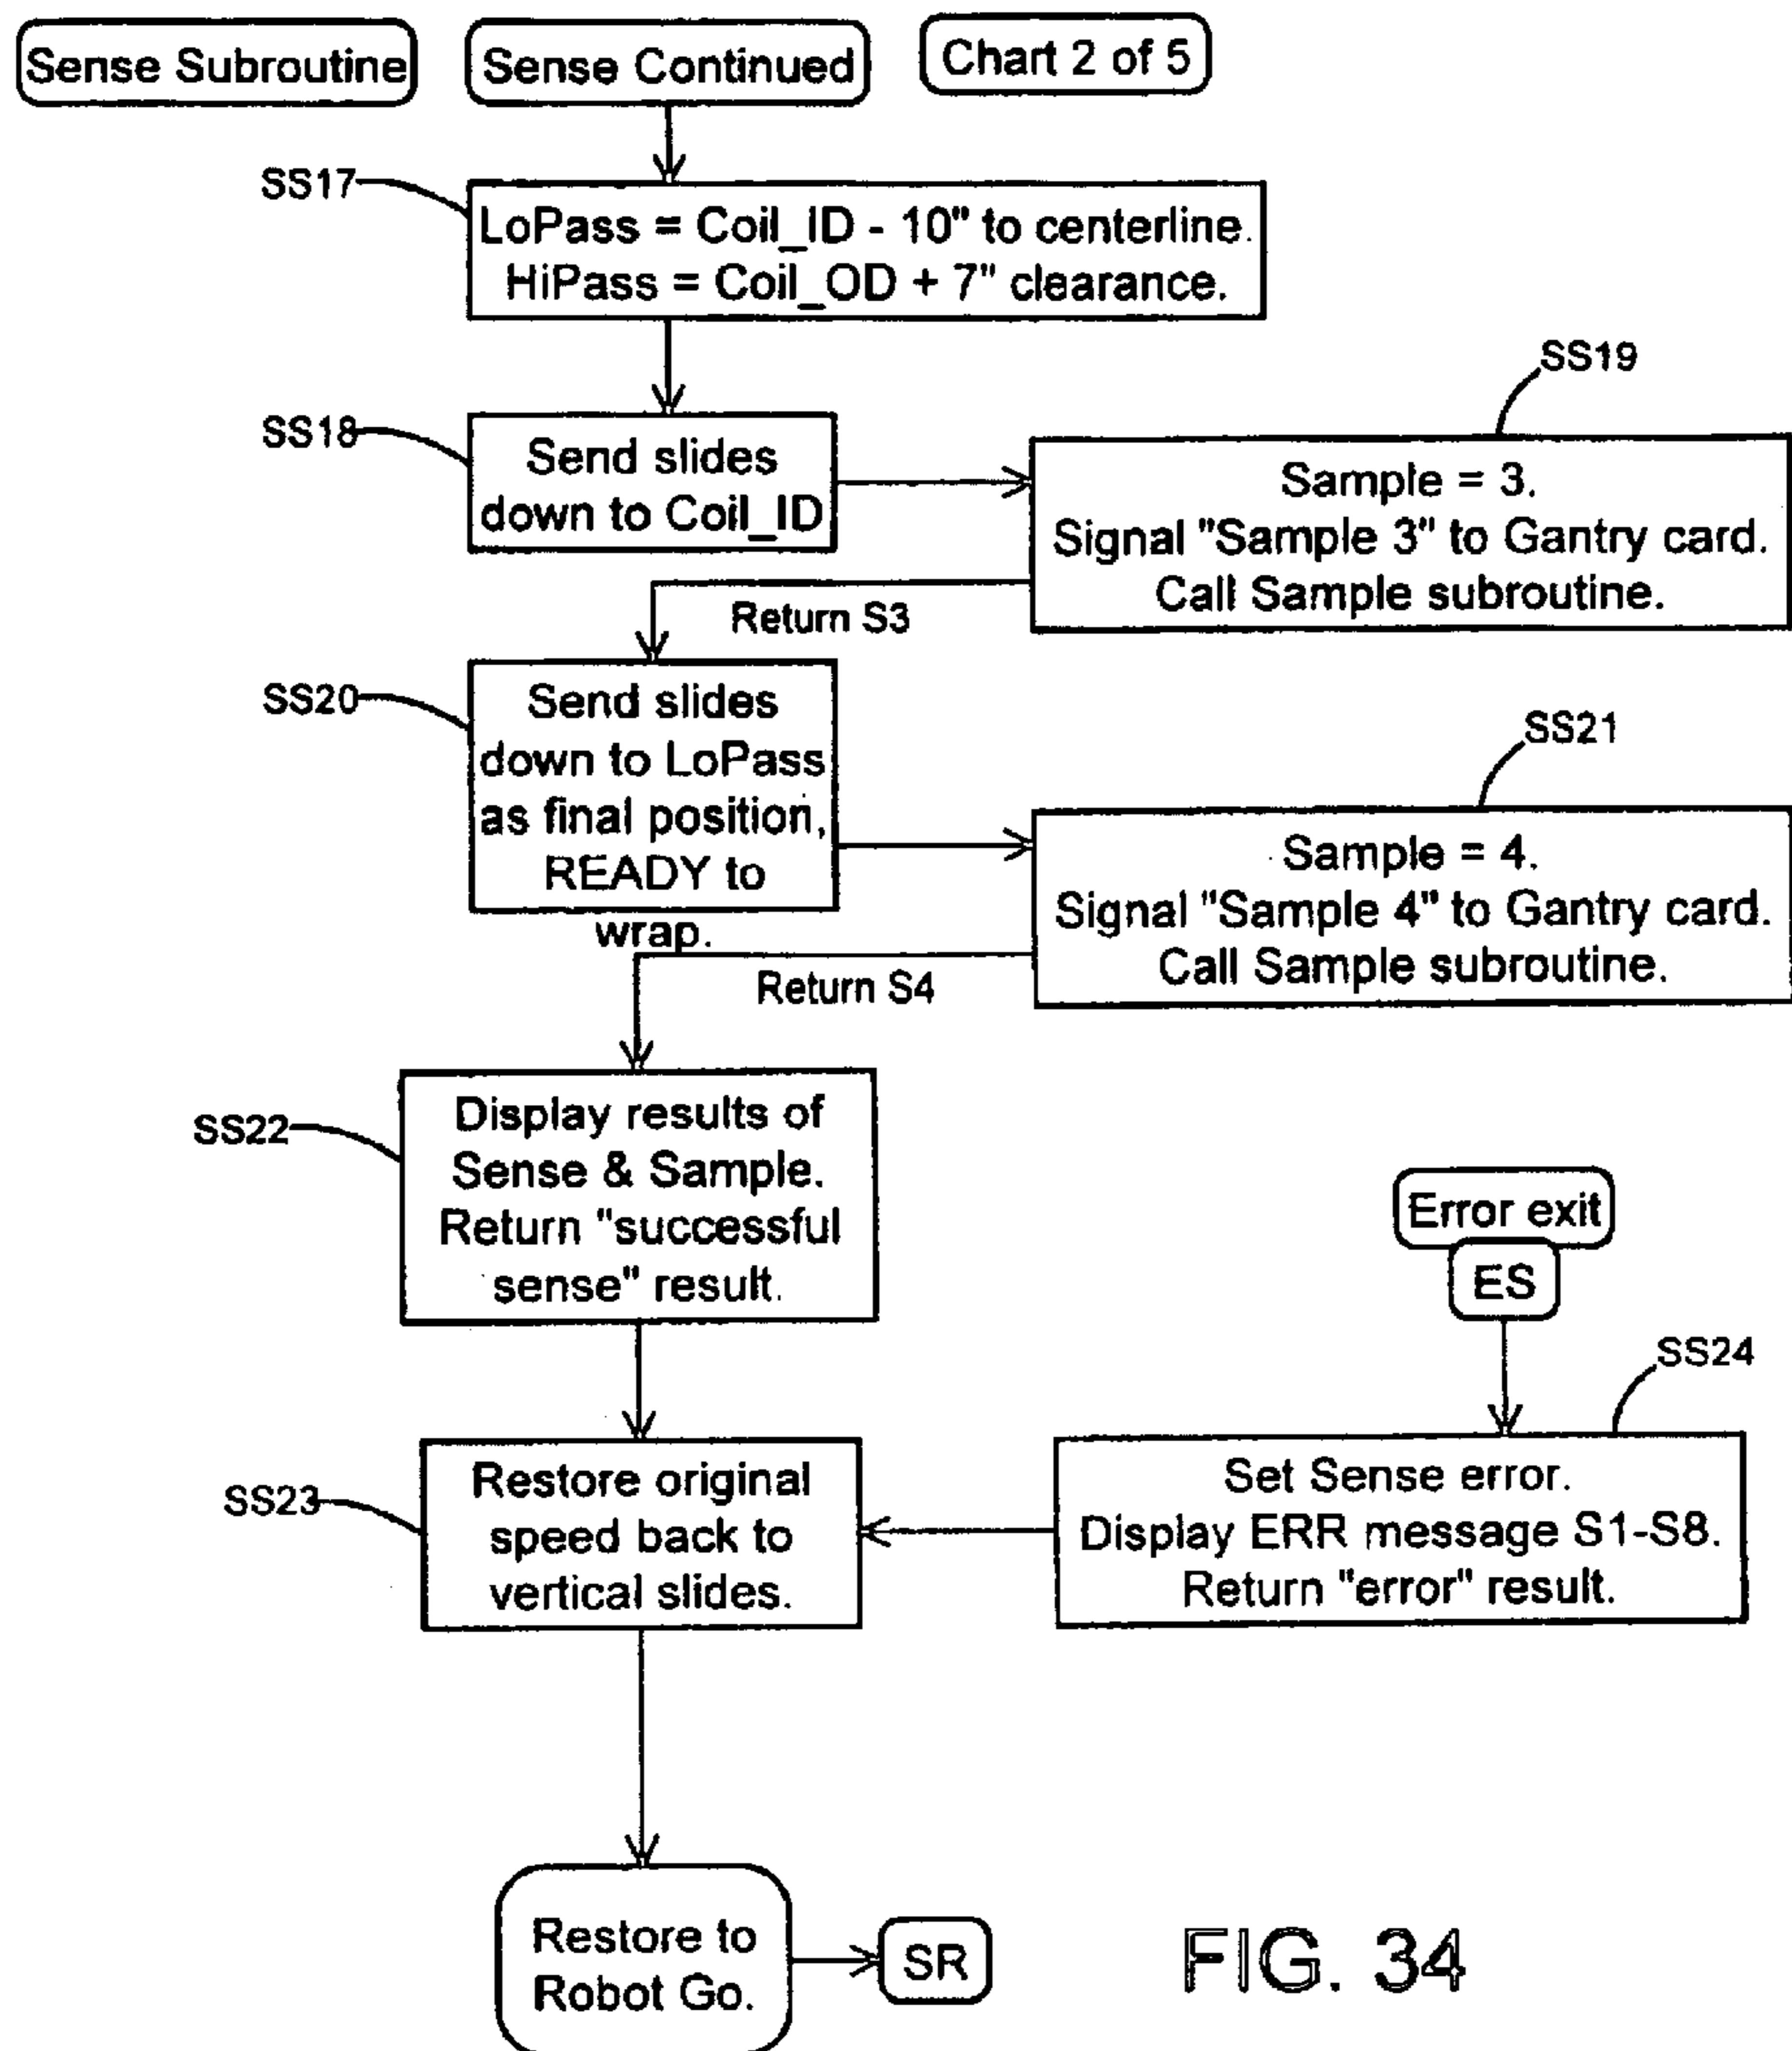 Sense Subroutine
Sense Continued
Chart 2 of 5
SS17
LoPass = Coil_ID - 10" to centerline.
HiPass = Coil_OD + 7" clearance.
SS18
Send slides
down to Coil_ID
SS19
Sample = 3.
Signal "Sample 3" to Gantry card.
Call Sample subroutine.
Return S3
SS20
Send slides
down to LoPass
as final position,
READY to
wrap.
SS21
Sample = 4.
Signal "Sample 4" to Gantry card.
Call Sample subroutine.
Return S4
SS22
Display results of
Sense & Sample.
Return "successful
sense" result.
Error exit
ES
SS24
Set Sense error.
Display ERR message S1-S8.
Return "error" result.
SS23
Restore original
speed back to
vertical slides.
Restore to
Robot Go.
SR
FIG. 34